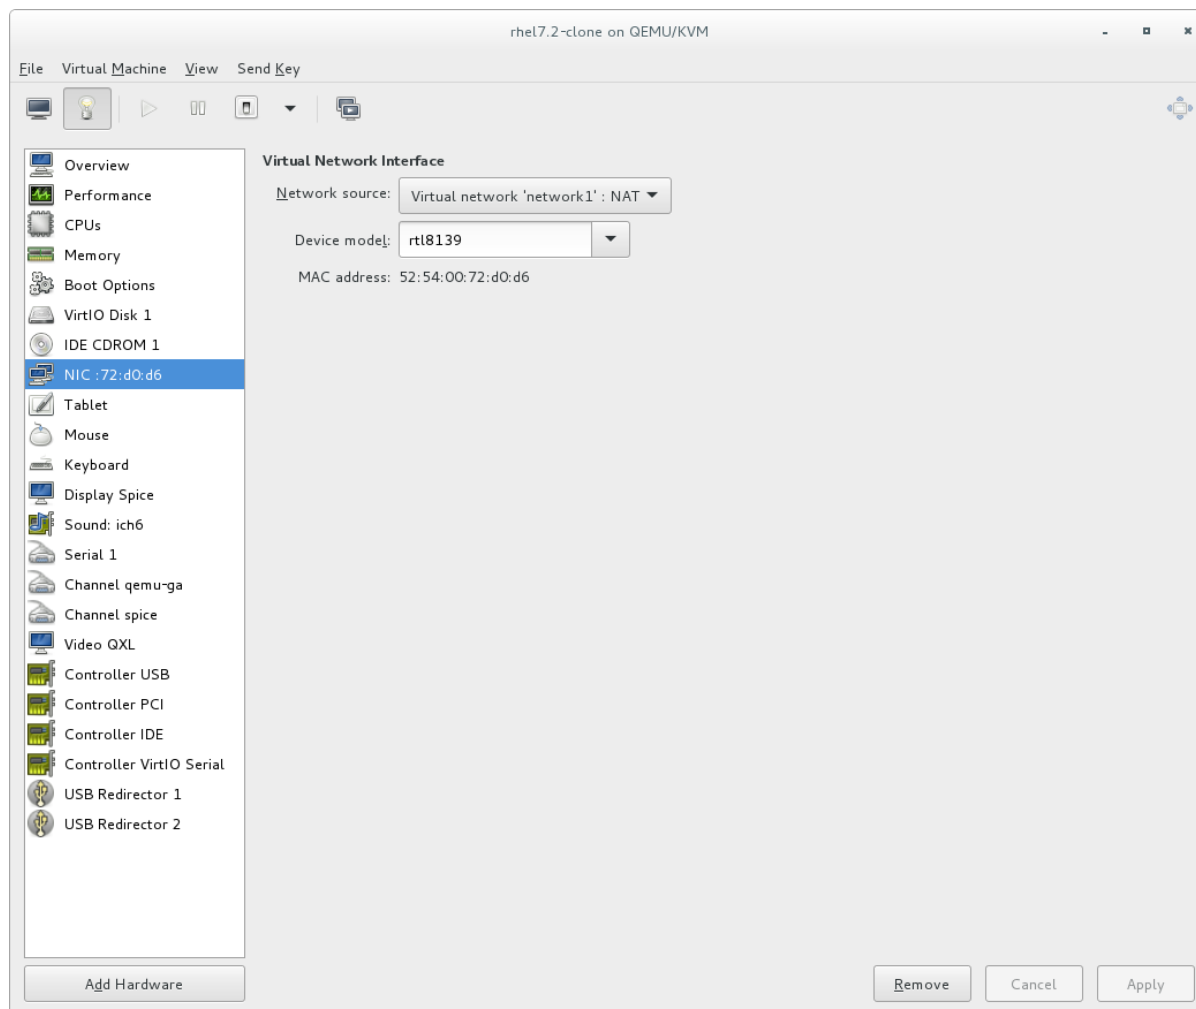 rhel7.2-clone on QEMU/KVM
File Virtual Machine View Send Key
Overview
Performance
CPUs
Memory
Boot Options
VirtIO Disk 1
IDE CDROM 1
NIC :72:d0:d6
Tablet
Mouse
Keyboard
Display Spice
Sound: ich6
Serial 1
Channel qemu-ga
Channel spice
Video QXL
Controller USB
Controller PCI
Controller IDE
Controller VirtIO Serial
USB Redirector 1
USB Redirector 2
Add Hardware
Virtual Network Interface
Network source: Virtual network 'network1' : NAT
Device model: rtl8139
MAC address: 52:54:00:72:d0:d6
Remove Cancel Apply